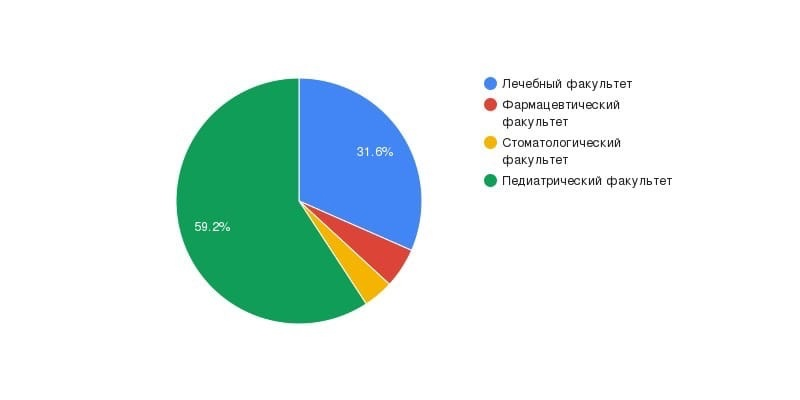 Лечебный факультет
Фармацевтический
факультет
Стоматологический
факультет
Педиатрический факультет
31.6%
59.2%